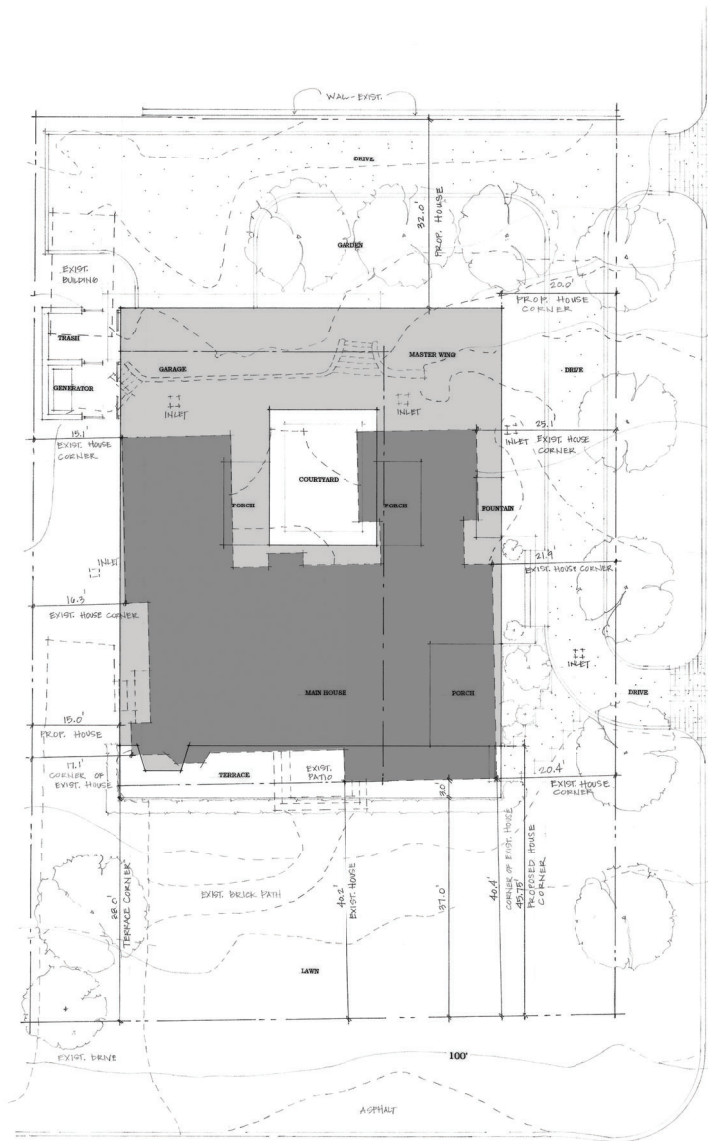 WAL-EXIST.
DRIVE
32.0'
PROP. HOUSE
GARDEN
EXIST.
BUILDING
20.0'
PROP. HOUSE
CORNER
TRASH
MASTER WING
GARAGE
DRIVE
GENERATOR
INLET
INLET
15.1'
EXIST. HOUSE
CORNER
25.1'
INLET
EXIST. HOUSE
CORNER
COURTYARD
PORCH
PORCH
FOUNTAIN
INLET
21.9'
EXIST. HOUSE CORNER
16.3'
EXIST. HOUSE CORNER
INLET
MAIN HOUSE
PORCH
DRIVE
15.0'
PROP. HOUSE
17.1'
CORNER OF
EXIST. HOUSE
TERRACE
EXIST.
PATIO
20.4'
EXIST. HOUSE
CORNER
38.0'
TERRACE CORNER
EXIST. BRICK PATH
40.2'
EXIST. HOUSE
37.0'
40.4'
CORNER OF EXIST. HOUSE
45.75'
PROPOSED HOUSE
CORNER
LAWN
EXIST. DRIVE
100'
ASPHALT